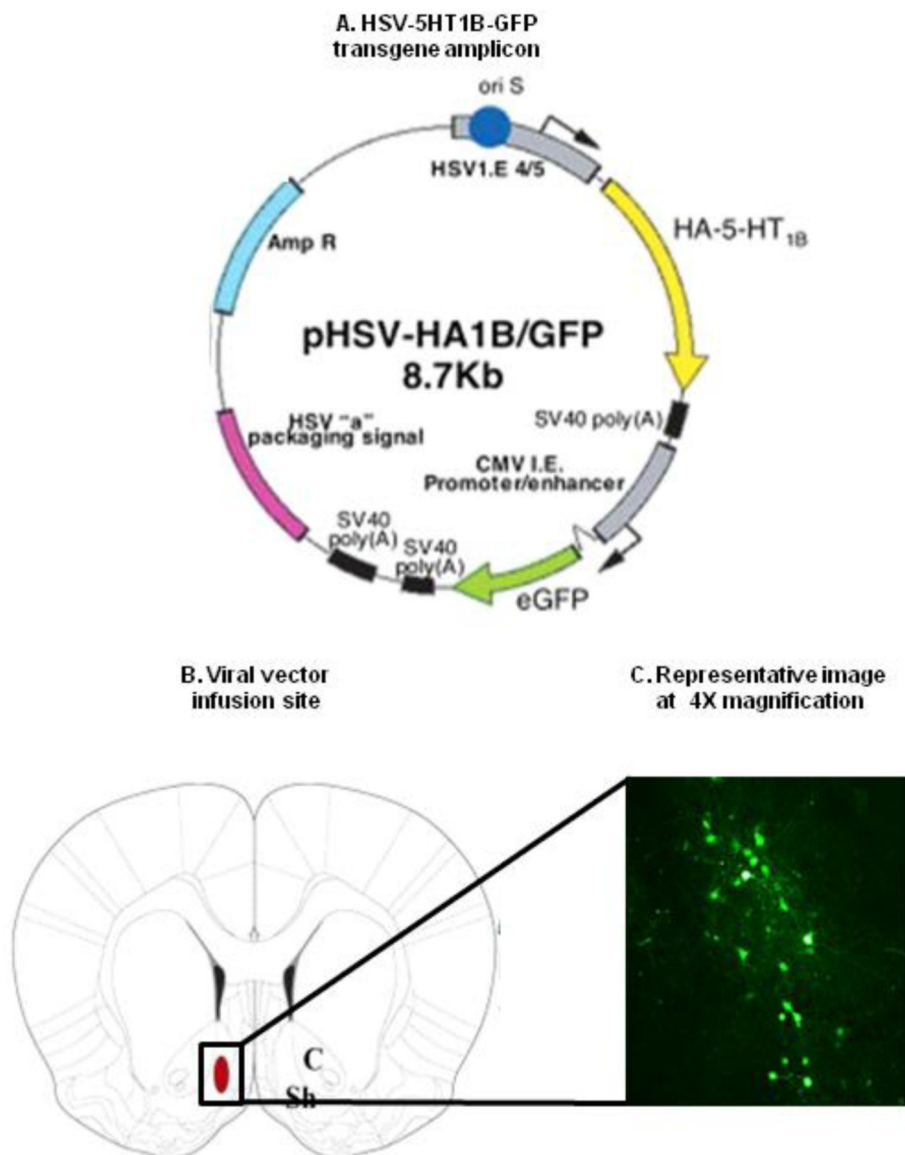 A. HSV-5HT1B-GFP
transgene amplicon
ori S
HSV1.E 4/5
HA-5-HT1B
Amp R
pHSV-HA1B/GFP
8.7Kb
SV40 poly(A)
HSV "a"
packaging signal
CMV I.E.
Promoter/enhancer
SV40
poly(A)
SV40
poly(A)
eGFP
B. Viral vector
infusion site
C. Representative image
at 4X magnification
C
Sh